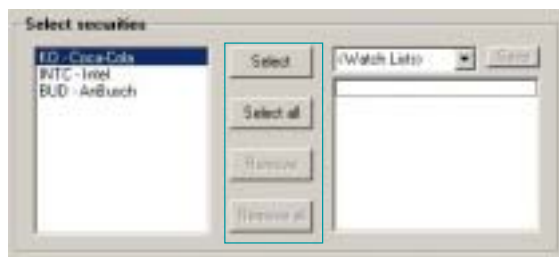 Select securities
KO - Coca-Cola
INTC - Intel
BUD - AnBusch
Select
Select all
Remove
Remove all
(Watch Lists)
Save